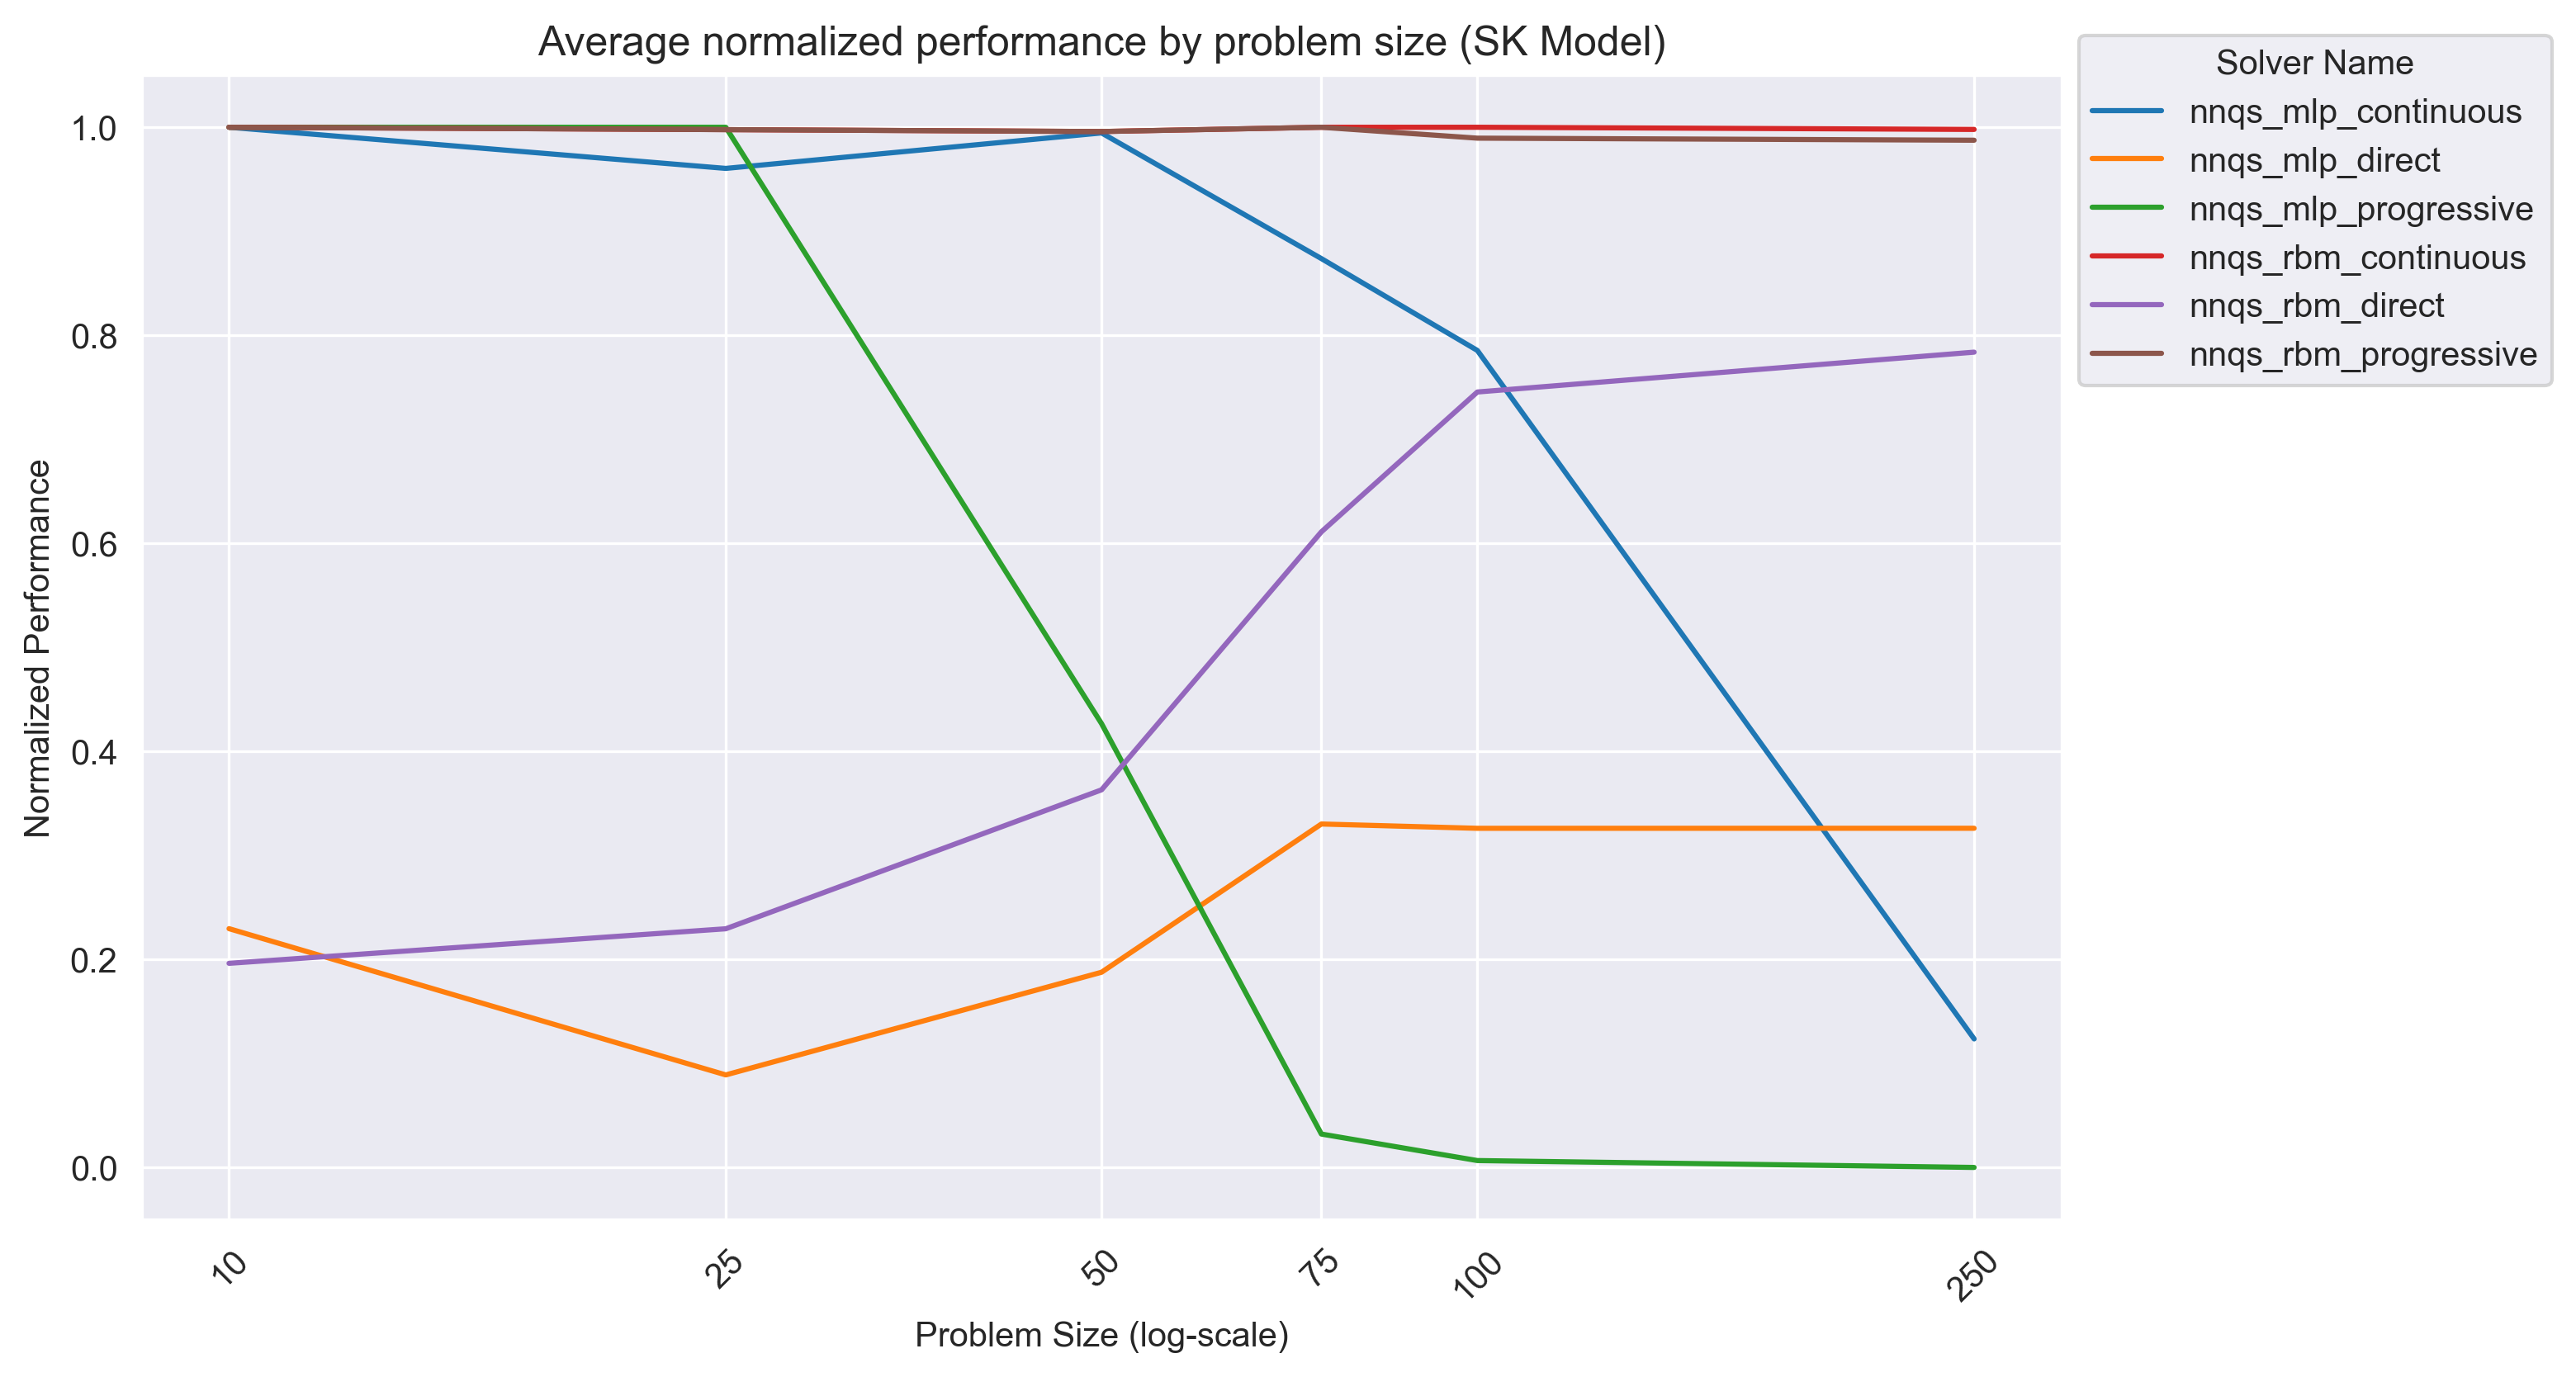 Average normalized performance by problem size (SK Model)
Solver Name
nnqs_mlp_continuous
nnqs_mlp_direct
nnqs_mlp_progressive
nnqs_rbm_continuous
nnqs_rbm_direct
nnqs_rbm_progressive
Normalized Performance
1.0
0.8
0.6
0.4
0.2
0.0
10
25
50
75
100
250
Problem Size (log-scale)